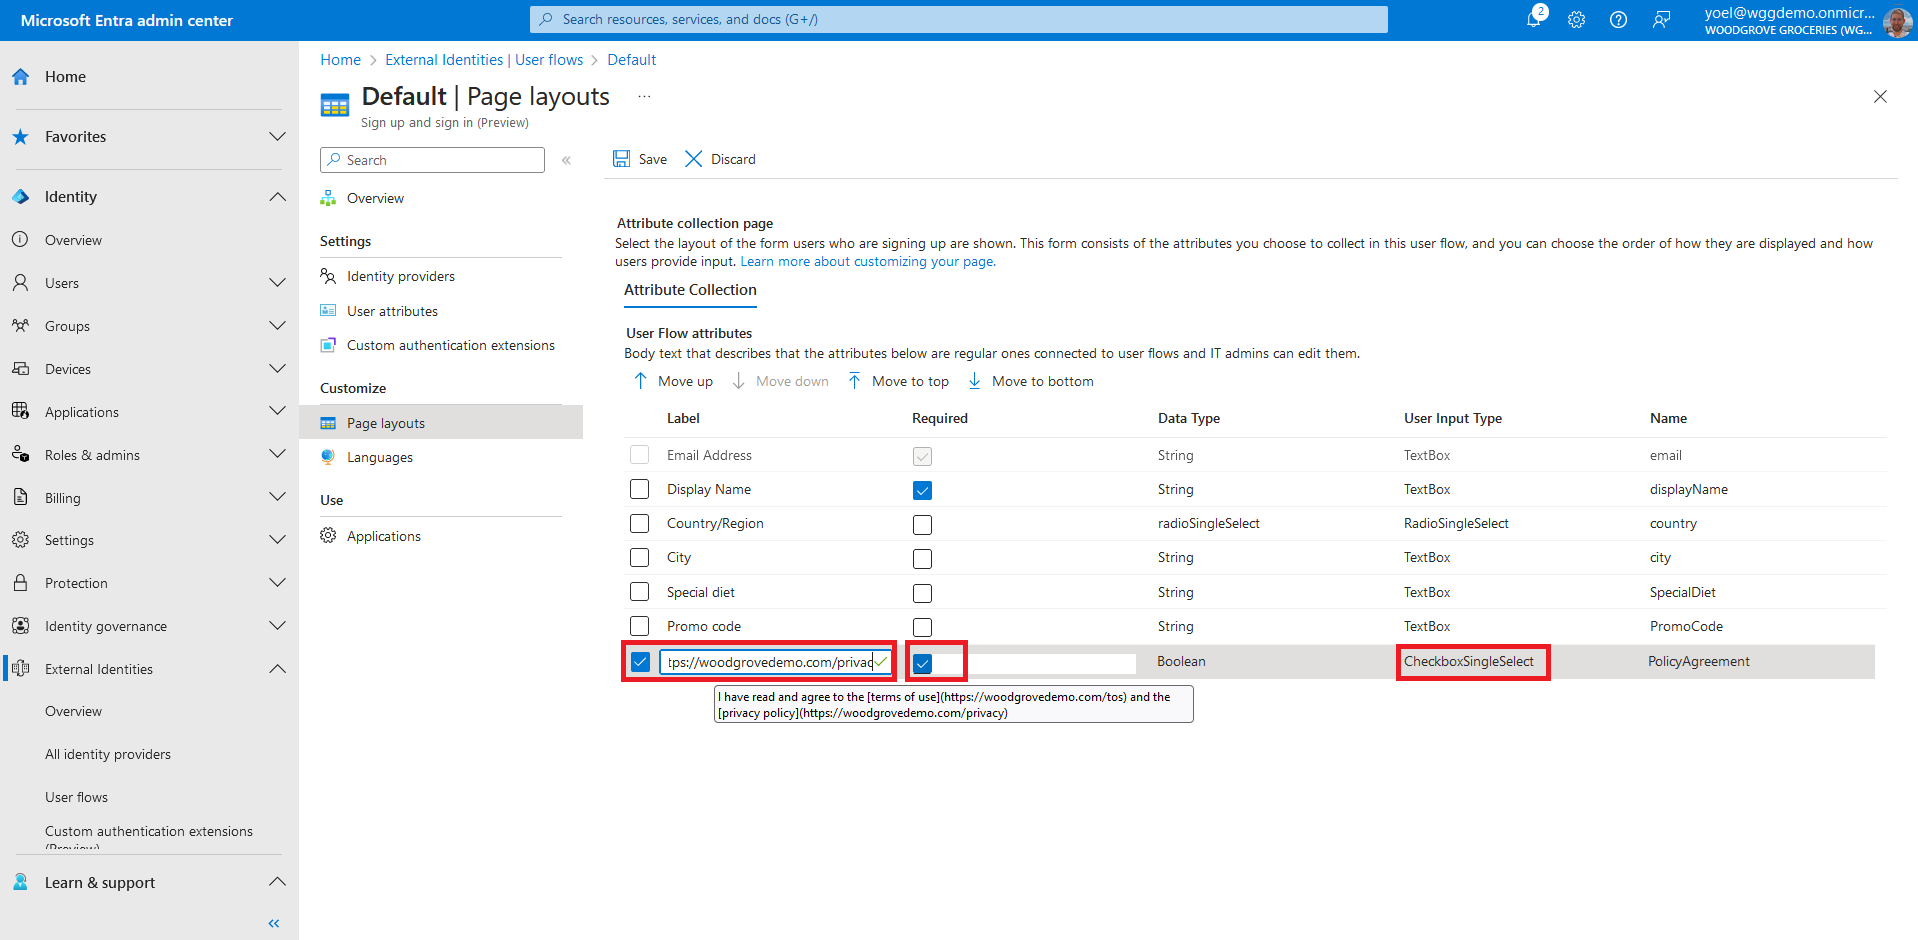 Microsoft Entra admin center
Search resources, services, and docs (G+/)
2
yoel@wggdemo.onmicr...
WOODGROVE GROCERIES (WG...
Home
Favorites
Identity
Overview
Users
Groups
Devices
Applications
Roles & admins
Billing
Settings
Protection
Identity governance
External Identities
Overview
All identity providers
User flows
Custom authentication extensions
(Preview)
Learn & support
«
Home > External Identities | User flows > Default
Default | Page layouts ...
Sign up and sign in (Preview)
Search
«
Overview
Settings
Identity providers
User attributes
Custom authentication extensions
Customize
Page layouts
Languages
Use
Applications
Save Discard
Attribute collection page
Select the layout of the form users who are signing up are shown. This form consists of the attributes you choose to collect in this user flow, and you can choose the order of how they are displayed and how
users provide input. Learn more about customizing your page.
Attribute Collection
User Flow attributes
Body text that describes that the attributes below are regular ones connected to user flows and IT admins can edit them.
Move up Move down Move to top Move to bottom
Label Required Data Type User Input Type Name
Email Address String TextBox email
Display Name String TextBox displayName
Country/Region radioSingleSelect RadioSingleSelect country
City String TextBox city
Special diet String TextBox SpecialDiet
Promo code String TextBox PromoCode
tps://woodgrovedemo.com/privac Boolean CheckboxSingleSelect PolicyAgreement
I have read and agree to the [terms of use](https://woodgrovedemo.com/tos) and the
[privacy policy](https://woodgrovedemo.com/privacy)